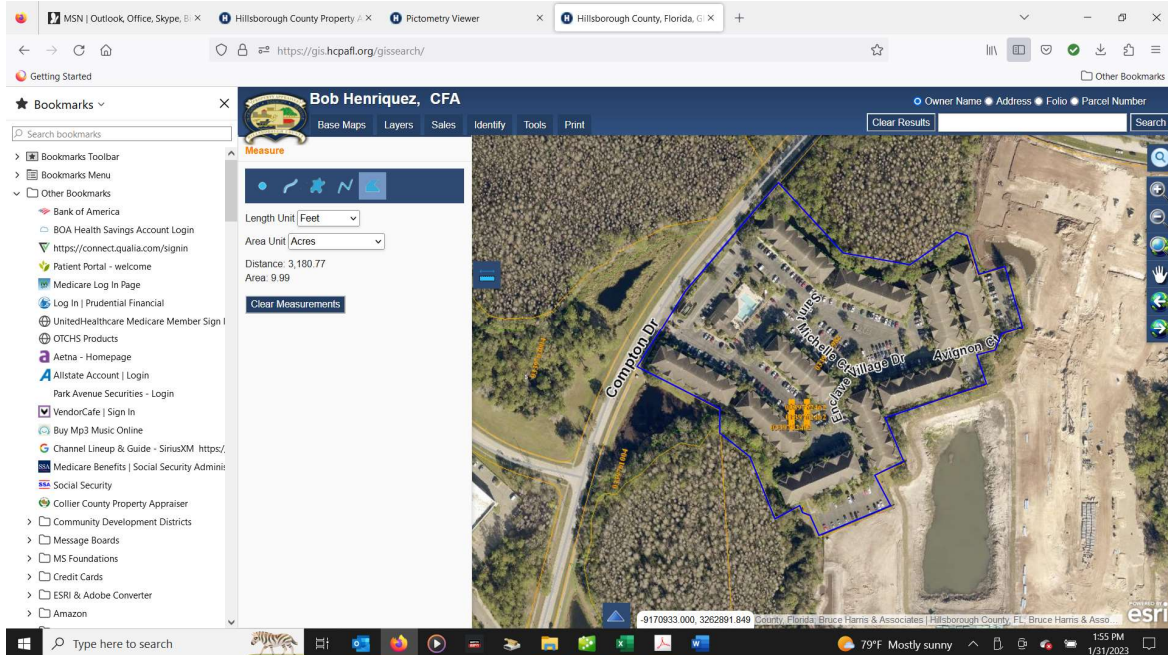 MSN | Outlook, Office, Skype, Bi
Hillsborough County Property A
Pictometry Viewer
Hillsborough County, Florida, G
https://gis.hcpafl.org/gissearch/
Getting Started
Other Bookmarks
Bookmarks
Search bookmarks
Bookmarks Toolbar
Bookmarks Menu
Other Bookmarks
Bank of America
BOA Health Savings Account Login
https://connect.qualia.com/signin
Patient Portal - welcome
Medicare Log In Page
Log In | Prudential Financial
UnitedHealthcare Medicare Member Sign I
OTCHS Products
Aetna - Homepage
Allstate Account | Login
Park Avenue Securities - Login
VendorCafe | Sign In
Buy Mp3 Music Online
Channel Lineup & Guide - SiriusXM https:/
Medicare Benefits | Social Security Adminis
Social Security
Collier County Property Appraiser
Community Development Districts
Message Boards
MS Foundations
Credit Cards
ESRI & Adobe Converter
Amazon
Bob Henriquez, CFA
Owner Name Address Folio Parcel Number
Base Maps Layers Sales Identify Tools Print
Clear Results
Search
Measure
Length Unit Feet
Area Unit Acres
Distance: 3,180.77
Area: 9.99
Clear Measurements
Compton Dr
Saint Michelle Ct
Enclave Village Dr
Avignon Ct
-9170933.000, 3262891.849
County, Florida, Bruce Harris & Associates | Hillsborough County, FL, Bruce Harris & Asso...
POWERED BY
esri
Type here to search
79°F Mostly sunny
1:55 PM
1/31/2023